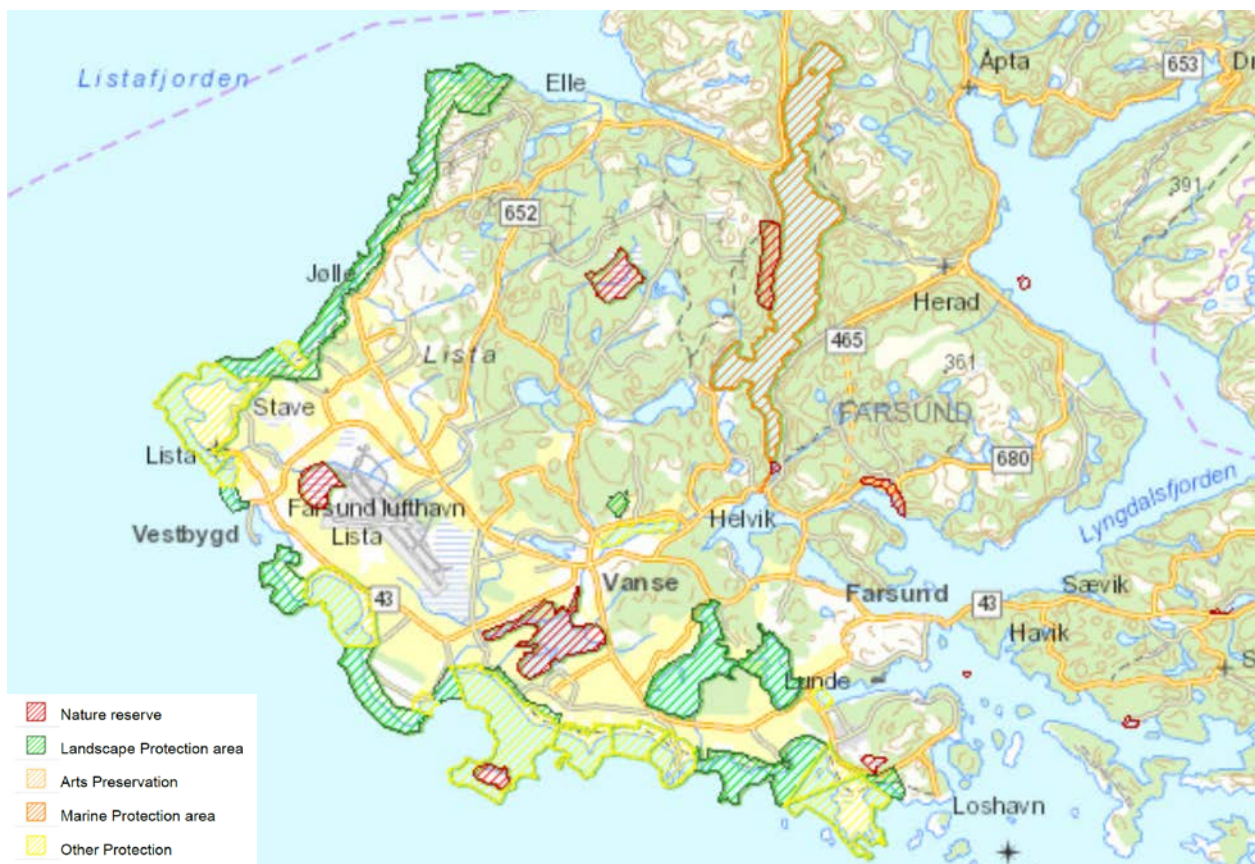 Listafjorden
Elle
Åpta
653
391
652
Jølle
Herad
Lista
465
361
Stave
FARSUND
Lista
680
Farsund lufthavn
Lista
Vestbygd
Helvik
Lyngdalsfjorden
Vanse
Sævik
43
Farsund
43
Havik
Lunde
Loshavn
Nature reserve
Landscape Protection area
Arts Preservation
Marine Protection area
Other Protection